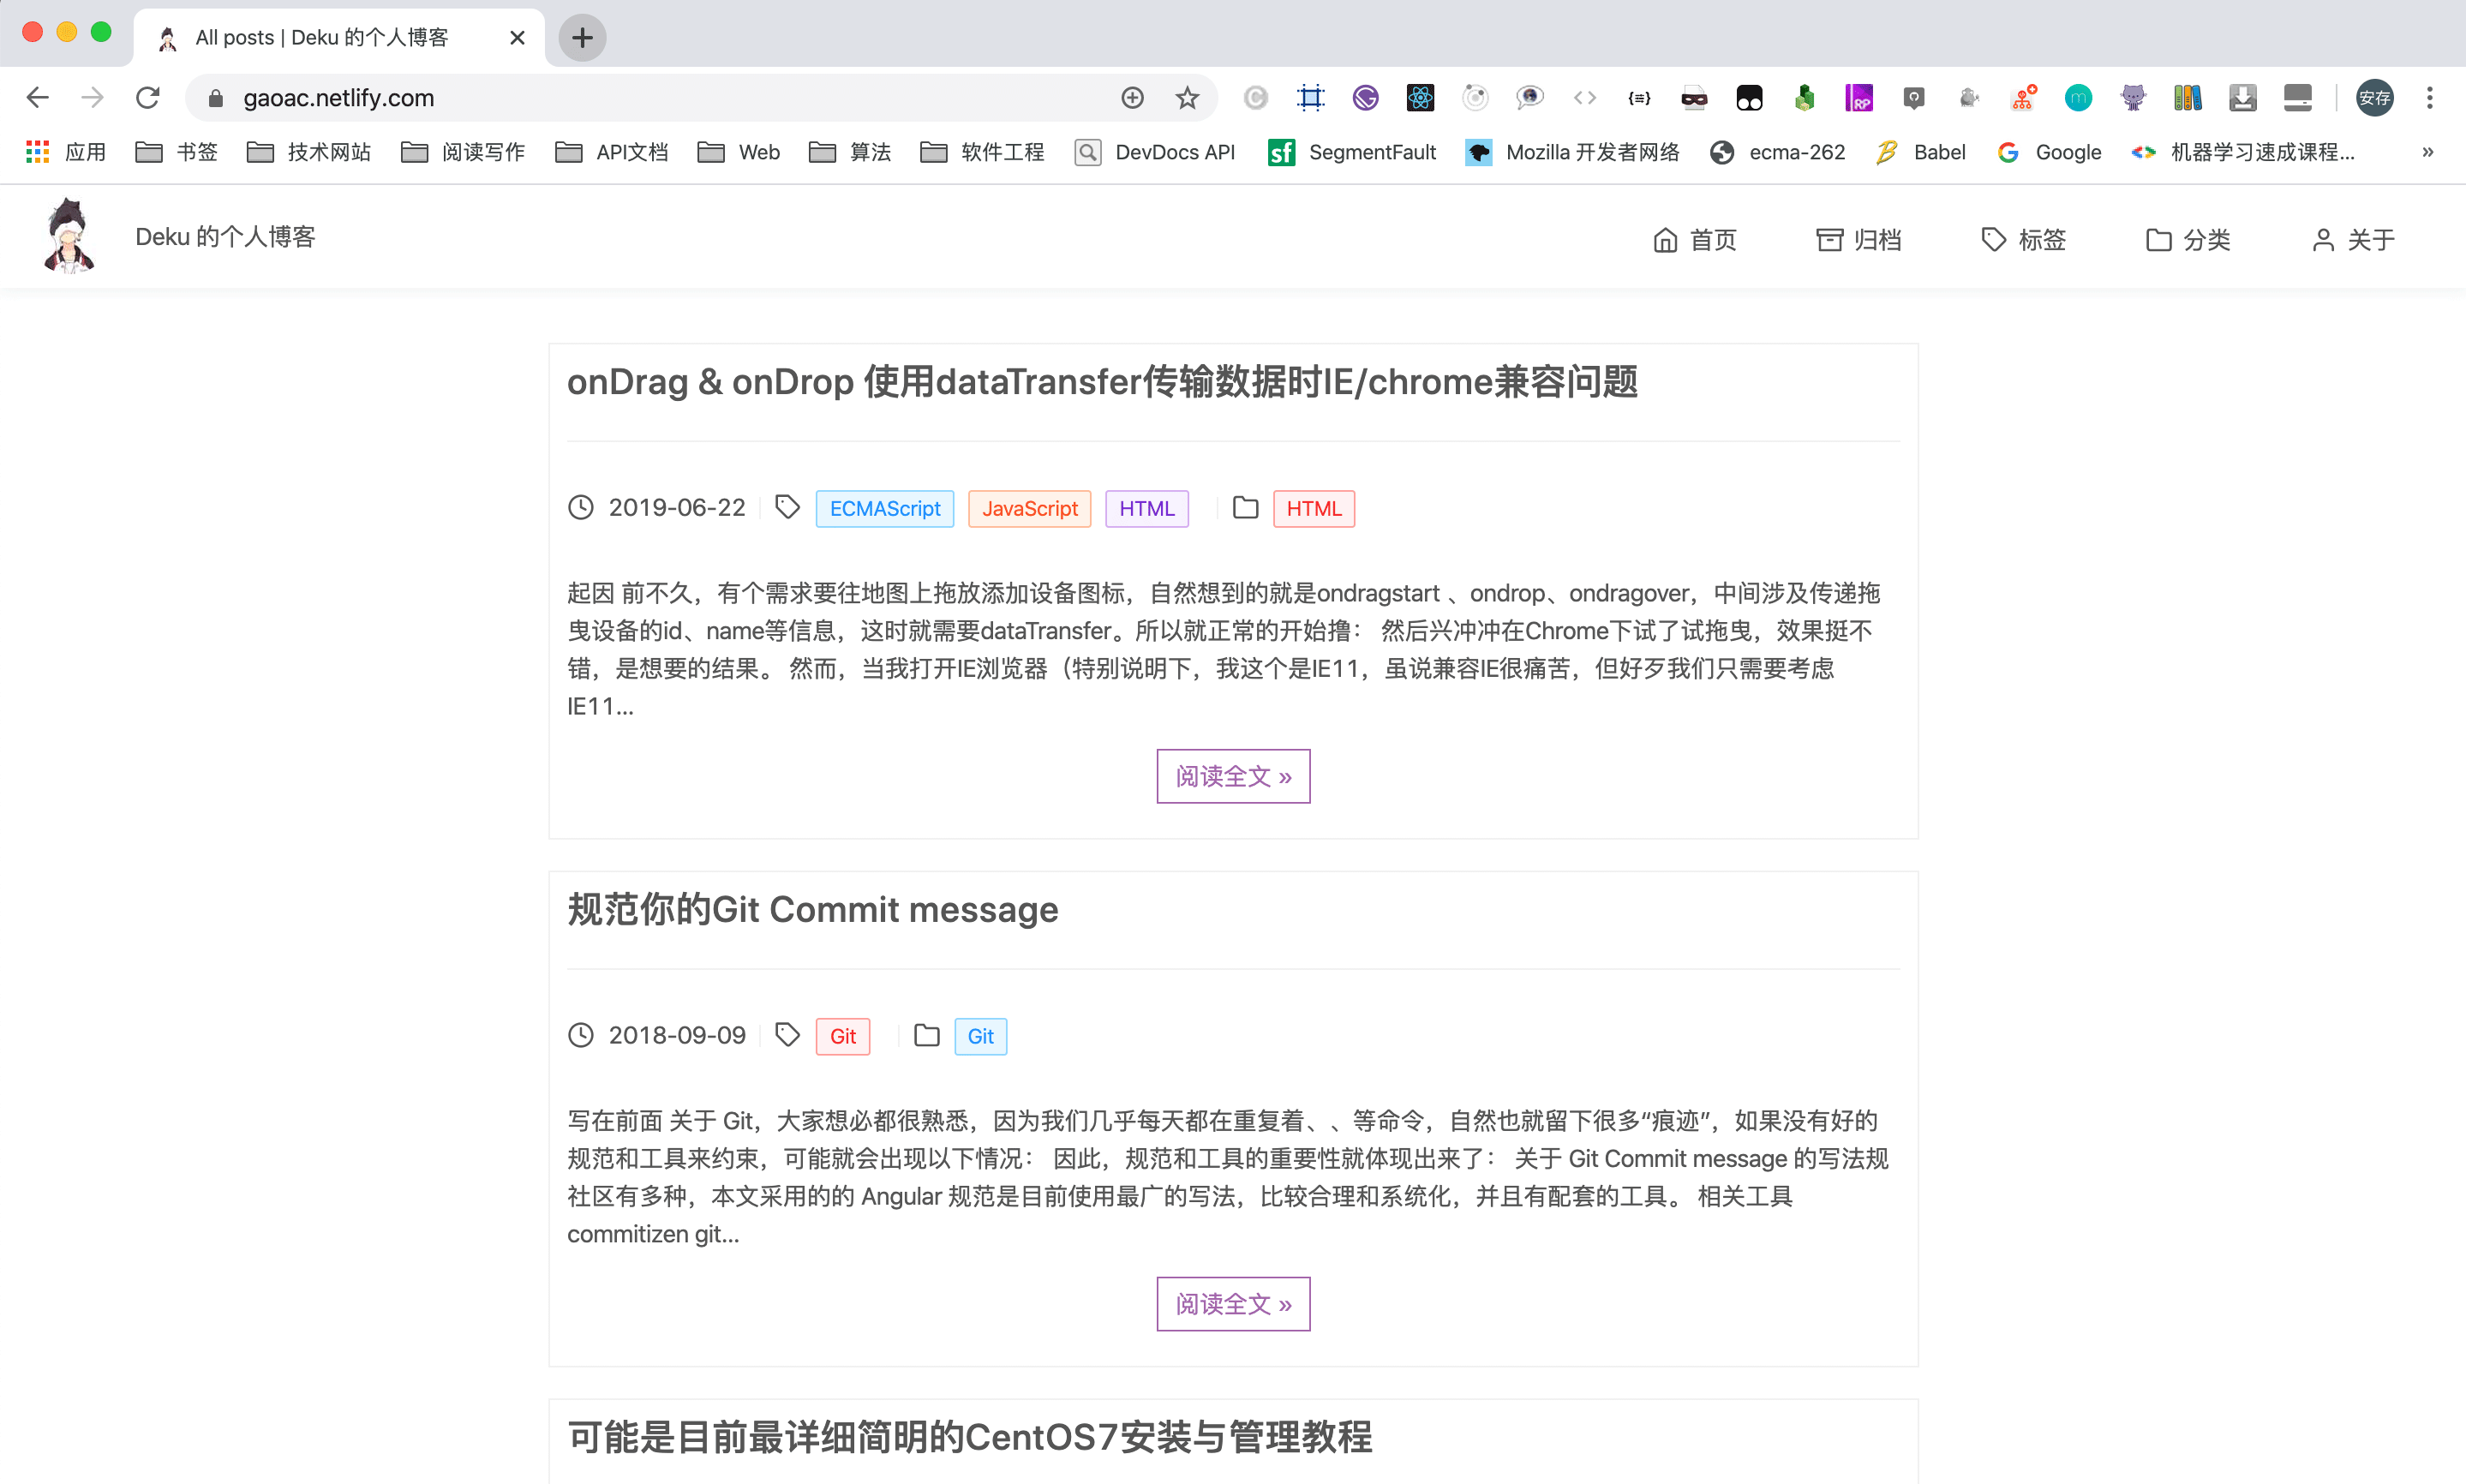 All posts | Deku 的个人博客
gaoac.netlify.com
安存
应用 书签 技术网站 阅读写作 API文档 Web 算法 软件工程 DevDocs API SegmentFault Mozilla 开发者网络 ecma-262 Babel Google 机器学习速成课程... »
Deku 的个人博客
首页 归档 标签 分类 关于
onDrag & onDrop 使用dataTransfer传输数据时IE/chrome兼容问题
2019-06-22 ECMAScript JavaScript HTML HTML
起因 前不久，有个需求要往地图上拖放添加设备图标，自然想到的就是ondragstart 、ondrop、ondragover，中间涉及传递拖
曳设备的id、name等信息，这时就需要dataTransfer。所以就正常的开始撸： 然后兴冲冲在Chrome下试了试拖曳，效果挺不
错，是想要的结果。 然而，当我打开IE浏览器（特别说明下，我这个是IE11，虽说兼容IE很痛苦，但好歹我们只需要考虑
IE11...
阅读全文 »
规范你的Git Commit message
2018-09-09 Git Git
写在前面 关于 Git，大家想必都很熟悉，因为我们几乎每天都在重复着、、等命令，自然也就留下很多“痕迹”，如果没有好的
规范和工具来约束，可能就会出现以下情况： 因此，规范和工具的重要性就体现出来了： 关于 Git Commit message 的写法规
社区有多种，本文采用的的 Angular 规范是目前使用最广的写法，比较合理和系统化，并且有配套的工具。 相关工具
commitizen git...
阅读全文 »
可能是目前最详细简明的CentOS7安装与管理教程